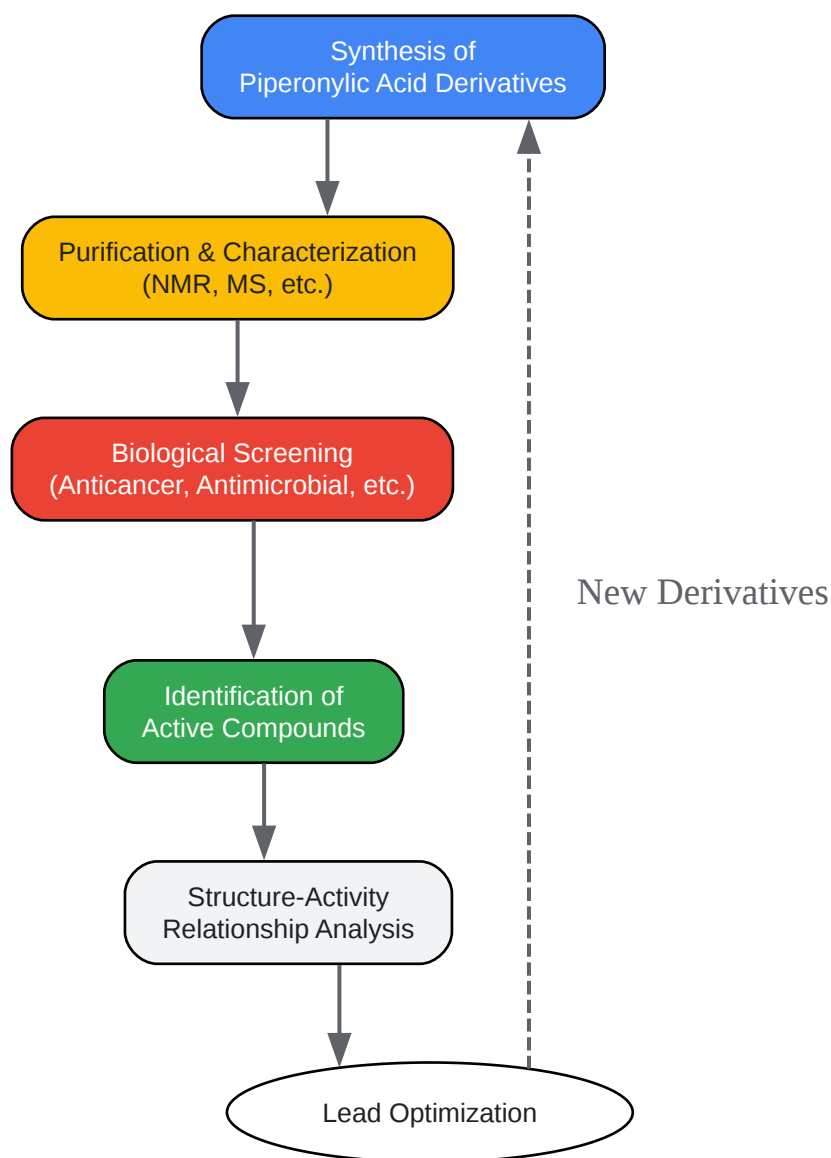 Synthesis of
Piperonylic Acid Derivatives
Purification & Characterization
(NMR, MS, etc.)
Biological Screening
(Anticancer, Antimicrobial, etc.)
New Derivatives
Identification of
Active Compounds
Structure-Activity
Relationship Analysis
Lead Optimization